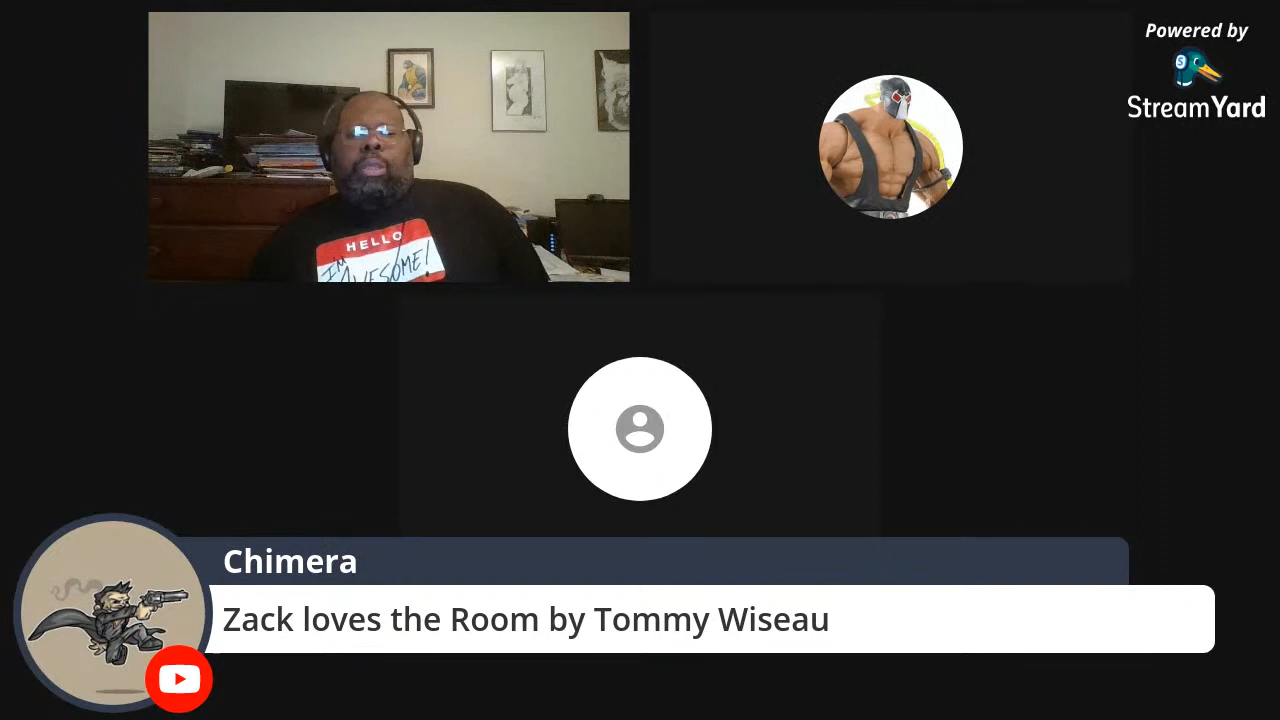 Powered by
StreamYard
HELLO
I'M
AWESOME!
Chimera
Zack loves the Room by Tommy Wiseau